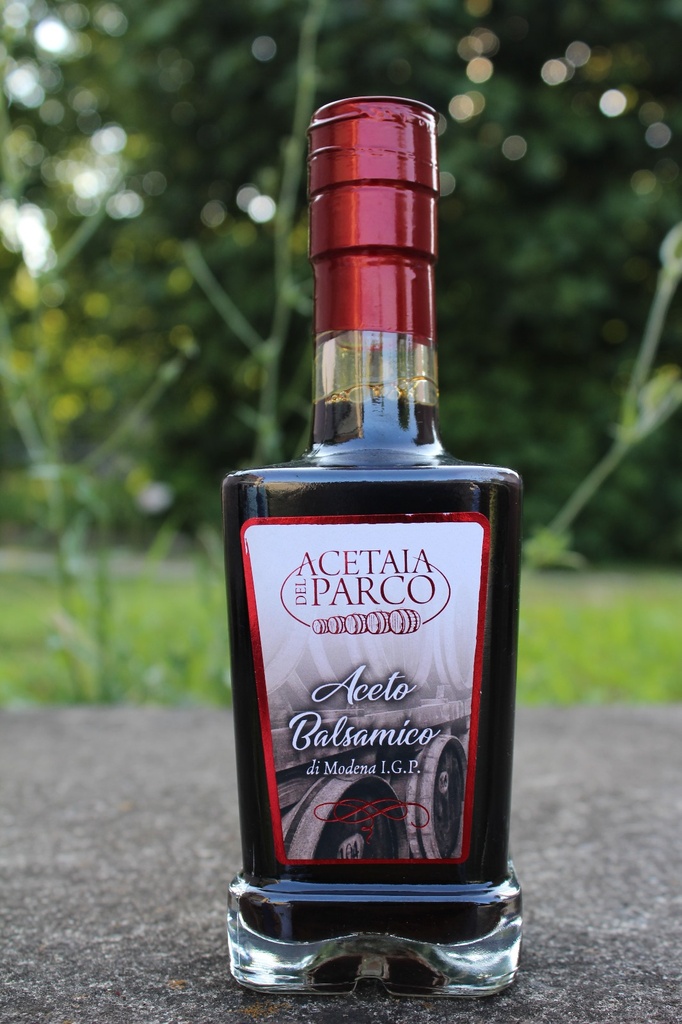 ACETAIA
DEL PARCO
Aceto
Balsamico
di Modena I.G.P.